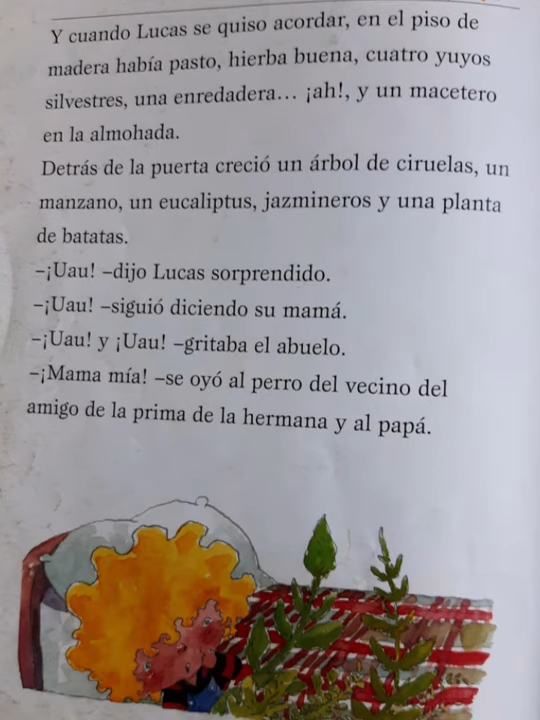 Y cuando Lucas se quiso acordar, en el piso de
madera había pasto, hierba buena, cuatro yuyos
silvestres, una enredadera... ¡ah!, y un macetero
en la almohada.
Detrás de la puerta creció un árbol de ciruelas, un
manzano, un eucaliptus, jazmineros y una planta
de batatas.
–¡Uau! –dijo Lucas sorprendido.
–¡Uau! –siguió diciendo su mamá.
–¡Uau! y ¡Uau! –gritaba el abuelo.
–¡Mama mía! –se oyó al perro del vecino del
amigo de la prima de la hermana y al papá.